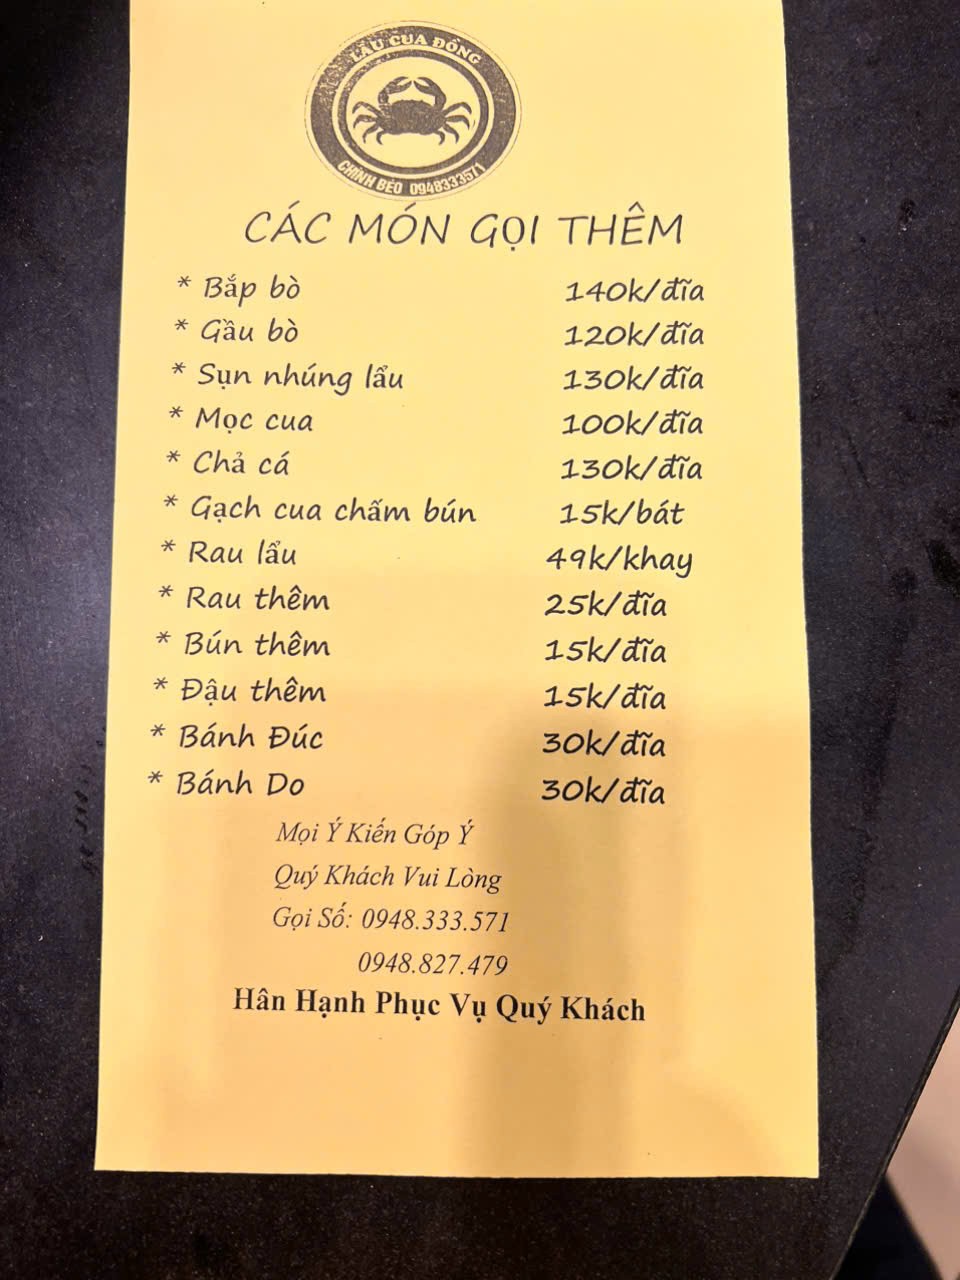 LẨU CUA ĐỒNG
CHÍNH BÉO 0948333571
CÁC MÓN GỌI THÊM
* Bắp bò 140k/đĩa
* Gầu bò 120k/đĩa
* Sụn nhúng lẩu 130k/đĩa
* Mọc cua 100k/đĩa
* Chả cá 130k/đĩa
* Gạch cua chấm bún 15k/bát
* Rau lẩu 49k/khay
* Rau thêm 25k/đĩa
* Bún thêm 15k/đĩa
* Đậu thêm 15k/đĩa
* Bánh Đúc 30k/đĩa
* Bánh Do 30k/đĩa
Mọi Ý Kiến Góp Ý
Quý Khách Vui Lòng
Gọi Số: 0948.333.571
0948.827.479
Hân Hạnh Phục Vụ Quý Khách